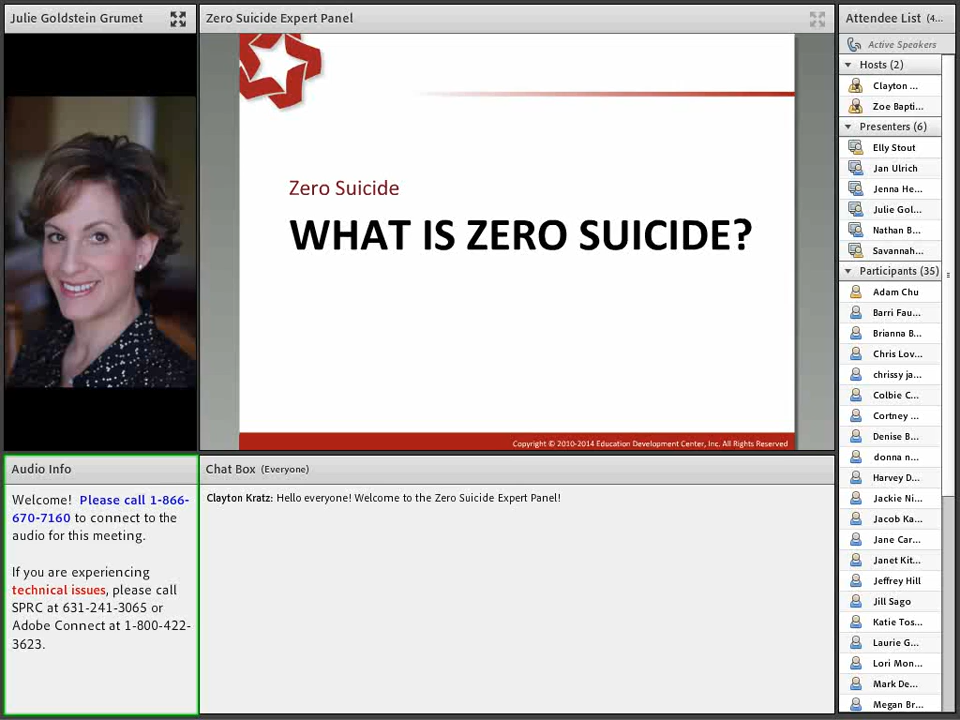 Julie Goldstein Grumet
Zero Suicide Expert Panel
Attendee List (4...
Active Speakers
Hosts (2)
Clayton ...
Zoe Bapti...
Presenters (6)
Elly Stout
Jan Ulrich
Jenna He...
Julie Gol...
Nathan B...
Savannah...
Participants (35)
Adam Chu
Barri Fau...
Brianna B...
Chris Lov...
chrissy ja...
Colbie C...
Cortney ...
Denise B...
donna n...
Harvey D...
Jackie Ni...
Jacob Ka...
Jane Car...
Janet Kit...
Jeffrey Hill
Jill Sago
Katie Tos...
Laurie G...
Lori Mon...
Mark De...
Megan Br...
Zero Suicide
WHAT IS ZERO SUICIDE?
Copyright © 2010-2014 Education Development Center, Inc. All Rights Reserved
Audio Info
Welcome! Please call 1-866-
670-7160 to connect to the
audio for this meeting.
If you are experiencing
technical issues, please call
SPRC at 631-241-3065 or
Adobe Connect at 1-800-422-
3623.
Chat Box (Everyone)
Clayton Kratz: Hello everyone! Welcome to the Zero Suicide Expert Panel!